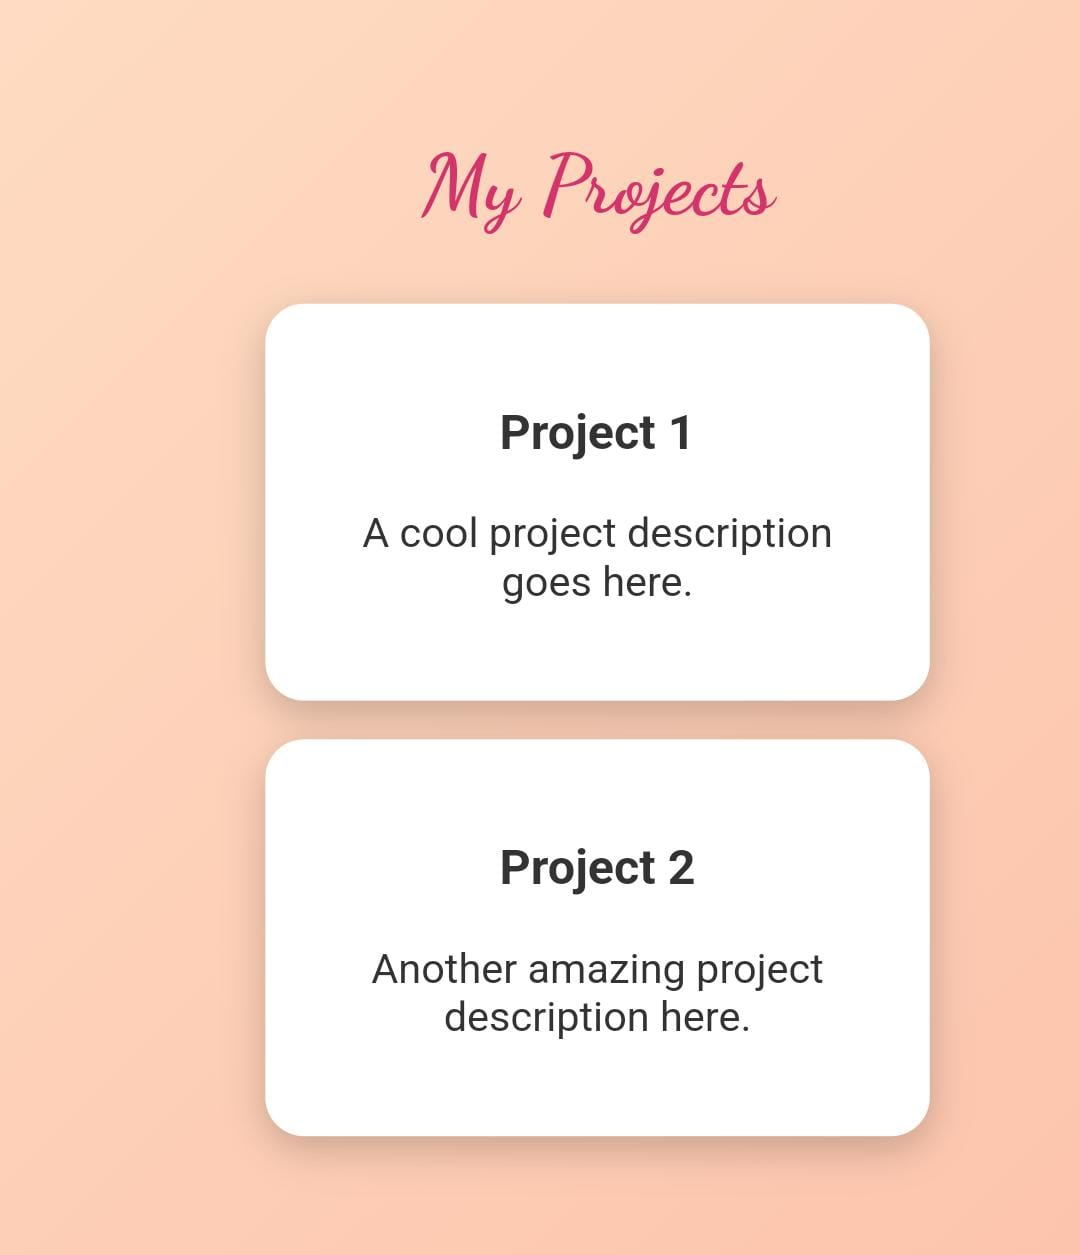 My Projects
Project 1
A cool project description
goes here.
Project 2
Another amazing project
description here.